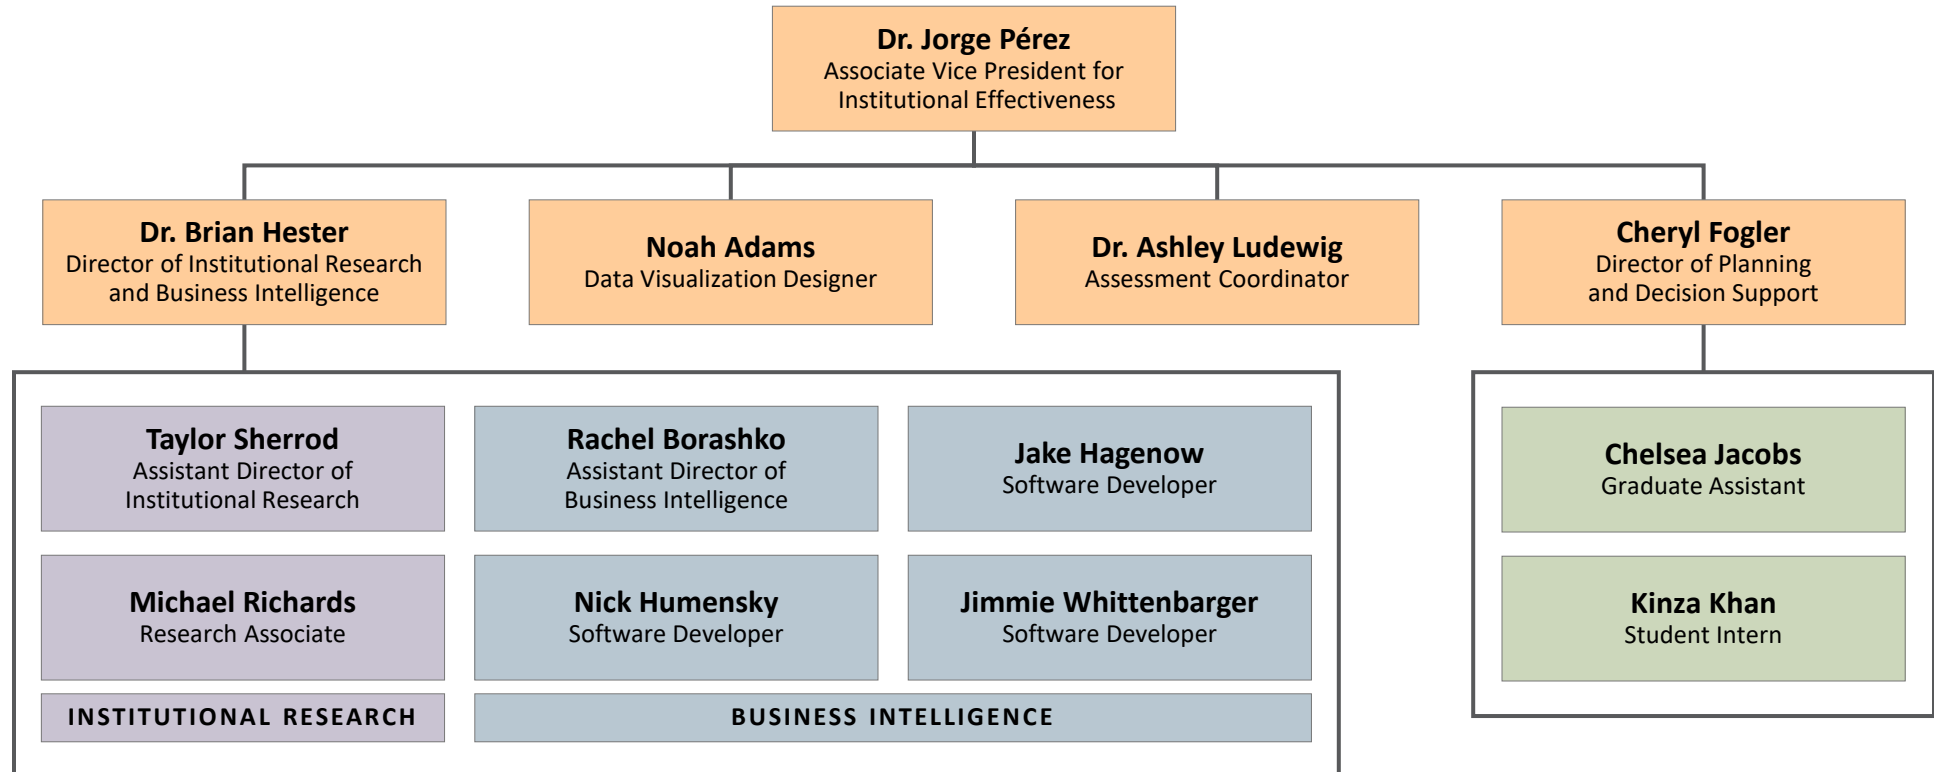 Dr. Jorge Pérez
Associate Vice President for
Institutional Effectiveness
Dr. Brian Hester
Director of Institutional Research
and Business Intelligence
Noah Adams
Data Visualization Designer
Dr. Ashley Ludewig
Assessment Coordinator
Cheryl Fogler
Director of Planning
and Decision Support
Taylor Sherrod
Assistant Director of
Institutional Research
Rachel Borashko
Assistant Director of
Business Intelligence
Jake Hagenow
Software Developer
Chelsea Jacobs
Graduate Assistant
Michael Richards
Research Associate
Nick Humensky
Software Developer
Jimmie Whittenbarger
Software Developer
Kinza Khan
Student Intern
INSTITUTIONAL RESEARCH
BUSINESS INTELLIGENCE